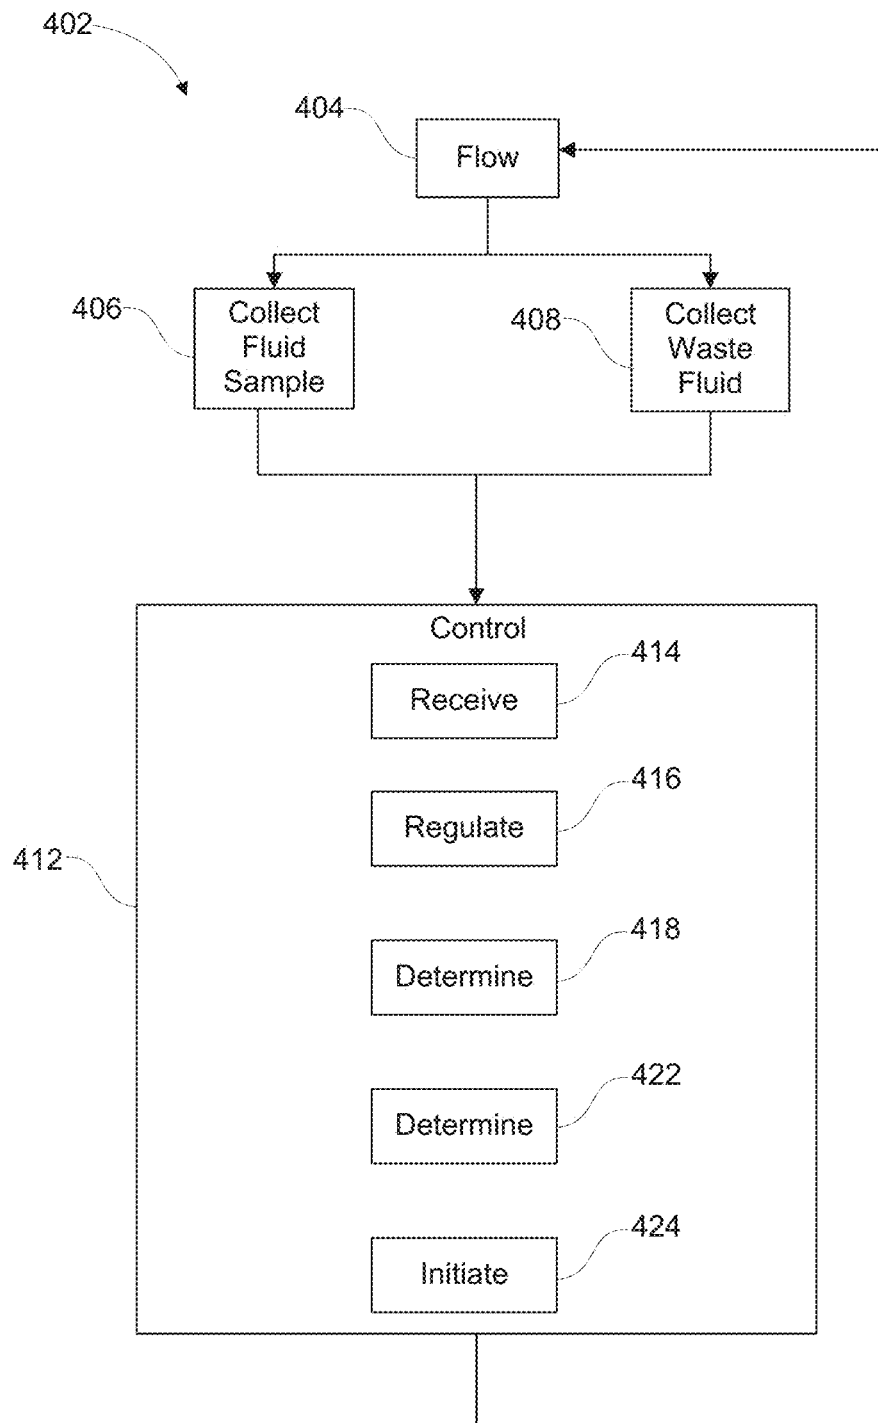 402
404
Flow
406
Collect
Fluid
Sample
408
Collect
Waste
Fluid
Control
414
Receive
416
Regulate
412
418
Determine
422
Determine
424
Initiate